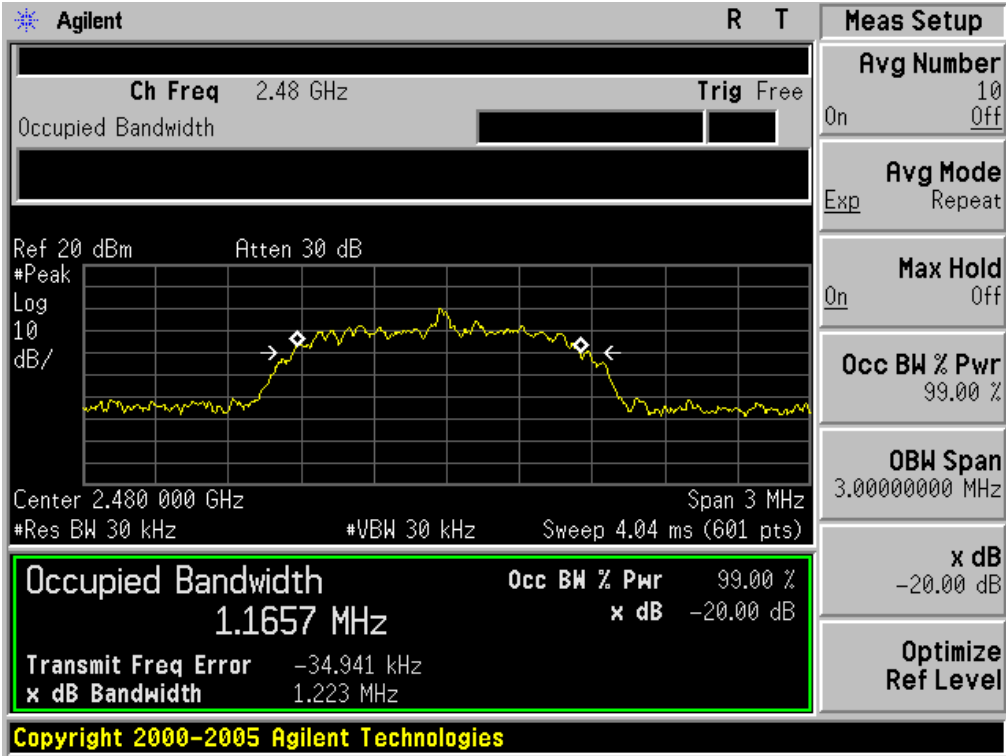 Agilent R T
Ch Freq 2.48 GHz Trig Free
Occupied Bandwidth
Ref 20 dBm Atten 30 dB
#Peak
Log
10
dB/
Center 2.480 000 GHz Span 3 MHz
#Res BW 30 kHz #VBW 30 kHz Sweep 4.04 ms (601 pts)
Occupied Bandwidth
1.1657 MHz
Occ BW % Pwr 99.00 %
x dB -20.00 dB
Transmit Freq Error -34.941 kHz
x dB Bandwidth 1.223 MHz
Copyright 2000-2005 Agilent Technologies
Meas Setup
Avg Number
10
On Off
Avg Mode
Exp Repeat
Max Hold
On Off
Occ BW % Pwr
99.00 %
OBW Span
3.00000000 MHz
x dB
-20.00 dB
Optimize
Ref Level